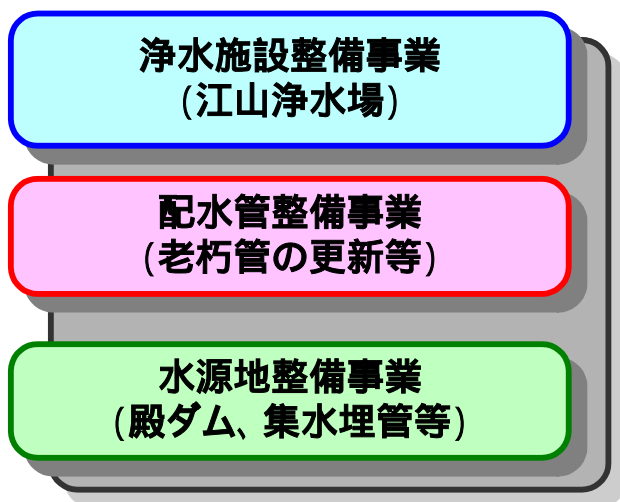 浄水施設整備事業
(江山浄水場)
配水管整備事業
(老朽管の更新等)
水源地整備事業
(殿ダム、集水埋管等)